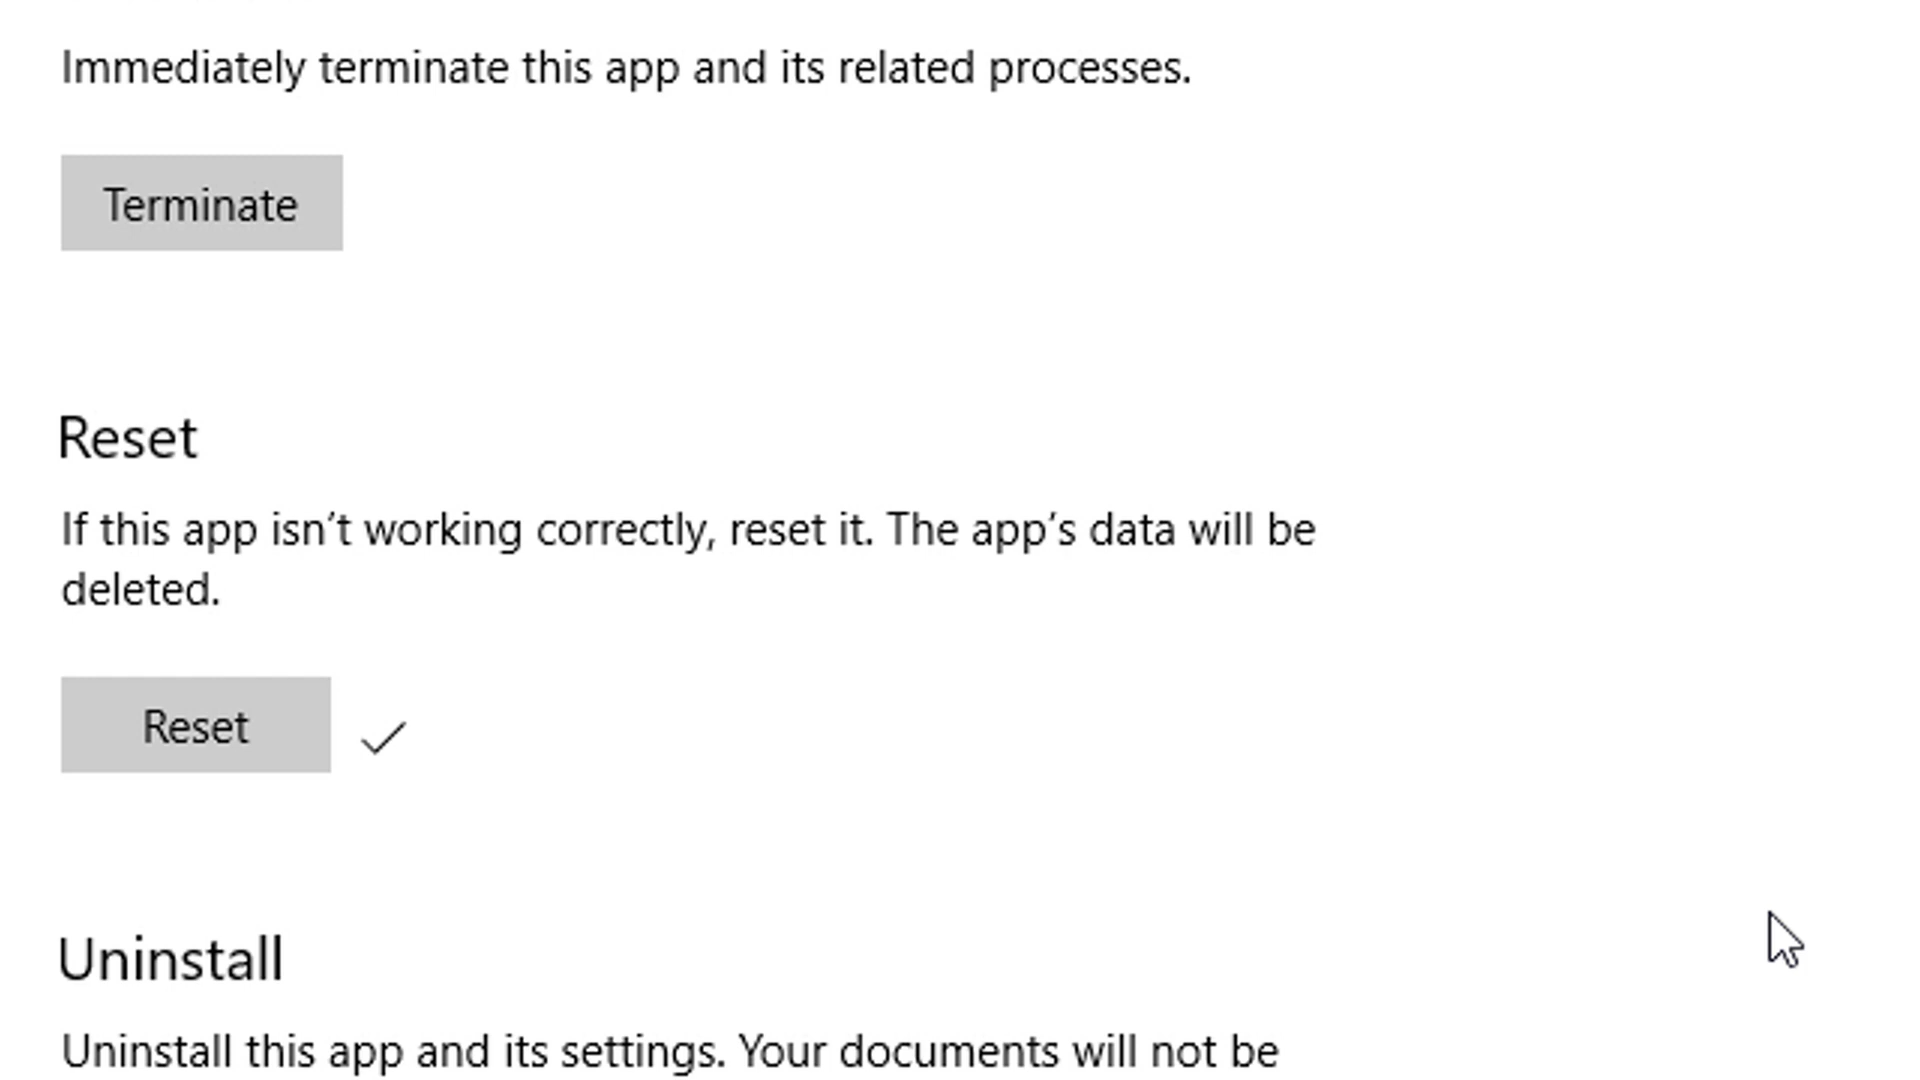 Immediately terminate this app and its related processes.
Terminate
Reset
If this app isn’t working correctly, reset it. The app’s data will be
deleted.
Reset
Uninstall
Uninstall this app and its settings. Your documents will not be